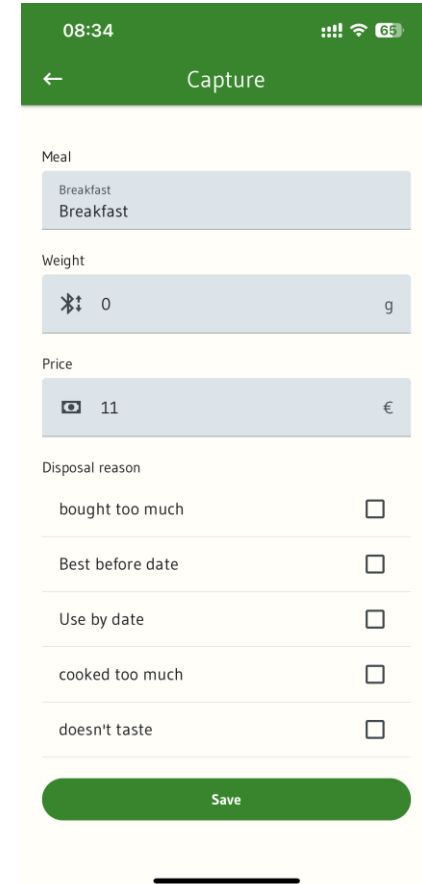 08:34
65
Capture
Meal
Breakfast
Breakfast
Weight
0 g
Price
11 €
Disposal reason
bought too much
Best before date
Use by date
cooked too much
doesn't taste
Save